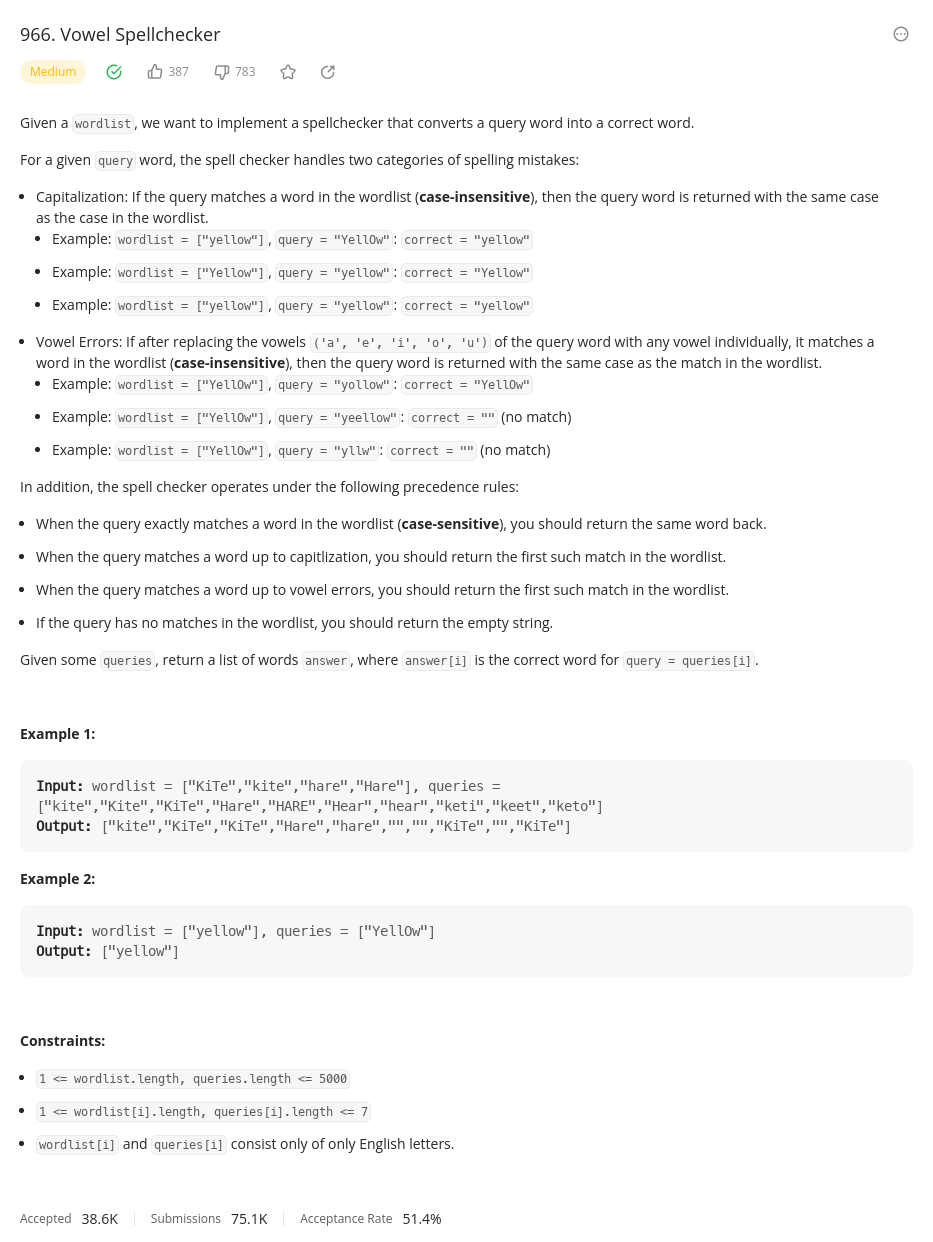 966. Vowel Spellchecker
Medium 387 783
Given a wordlist, we want to implement a spellchecker that converts a query word into a correct word.
For a given query word, the spell checker handles two categories of spelling mistakes:
• Capitalization: If the query matches a word in the wordlist (case-insensitive), then the query word is returned with the same case
as the case in the wordlist.
• Example: wordlist = ["yellow"], query = "YellOw": correct = "yellow"
• Example: wordlist = ["Yellow"], query = "yellow": correct = "Yellow"
• Example: wordlist = ["yellow"], query = "yellow": correct = "yellow"
• Vowel Errors: If after replacing the vowels ('a', 'e', 'i', 'o', 'u') of the query word with any vowel individually, it matches a
word in the wordlist (case-insensitive), then the query word is returned with the same case as the match in the wordlist.
• Example: wordlist = ["YellOw"], query = "yollow": correct = "YellOw"
• Example: wordlist = ["YellOw"], query = "yeellow": correct = "" (no match)
• Example: wordlist = ["YellOw"], query = "yllw": correct = "" (no match)
In addition, the spell checker operates under the following precedence rules:
• When the query exactly matches a word in the wordlist (case-sensitive), you should return the same word back.
• When the query matches a word up to capitlization, you should return the first such match in the wordlist.
• When the query matches a word up to vowel errors, you should return the first such match in the wordlist.
• If the query has no matches in the wordlist, you should return the empty string.
Given some queries, return a list of words answer, where answer[i] is the correct word for query = queries[i].
Example 1:
Input: wordlist = ["KiTe","kite","hare","Hare"], queries =
["kite","Kite","KiTe","Hare","HARE","Hear","hear","keti","keet","keto"]
Output: ["kite","KiTe","KiTe","Hare","hare","","","KiTe","","KiTe"]
Example 2:
Input: wordlist = ["yellow"], queries = ["YellOw"]
Output: ["yellow"]
Constraints:
• 1 <= wordlist.length, queries.length <= 5000
• 1 <= wordlist[i].length, queries[i].length <= 7
• wordlist[i] and queries[i] consist only of only English letters.
Accepted 38.6K Submissions 75.1K Acceptance Rate 51.4%